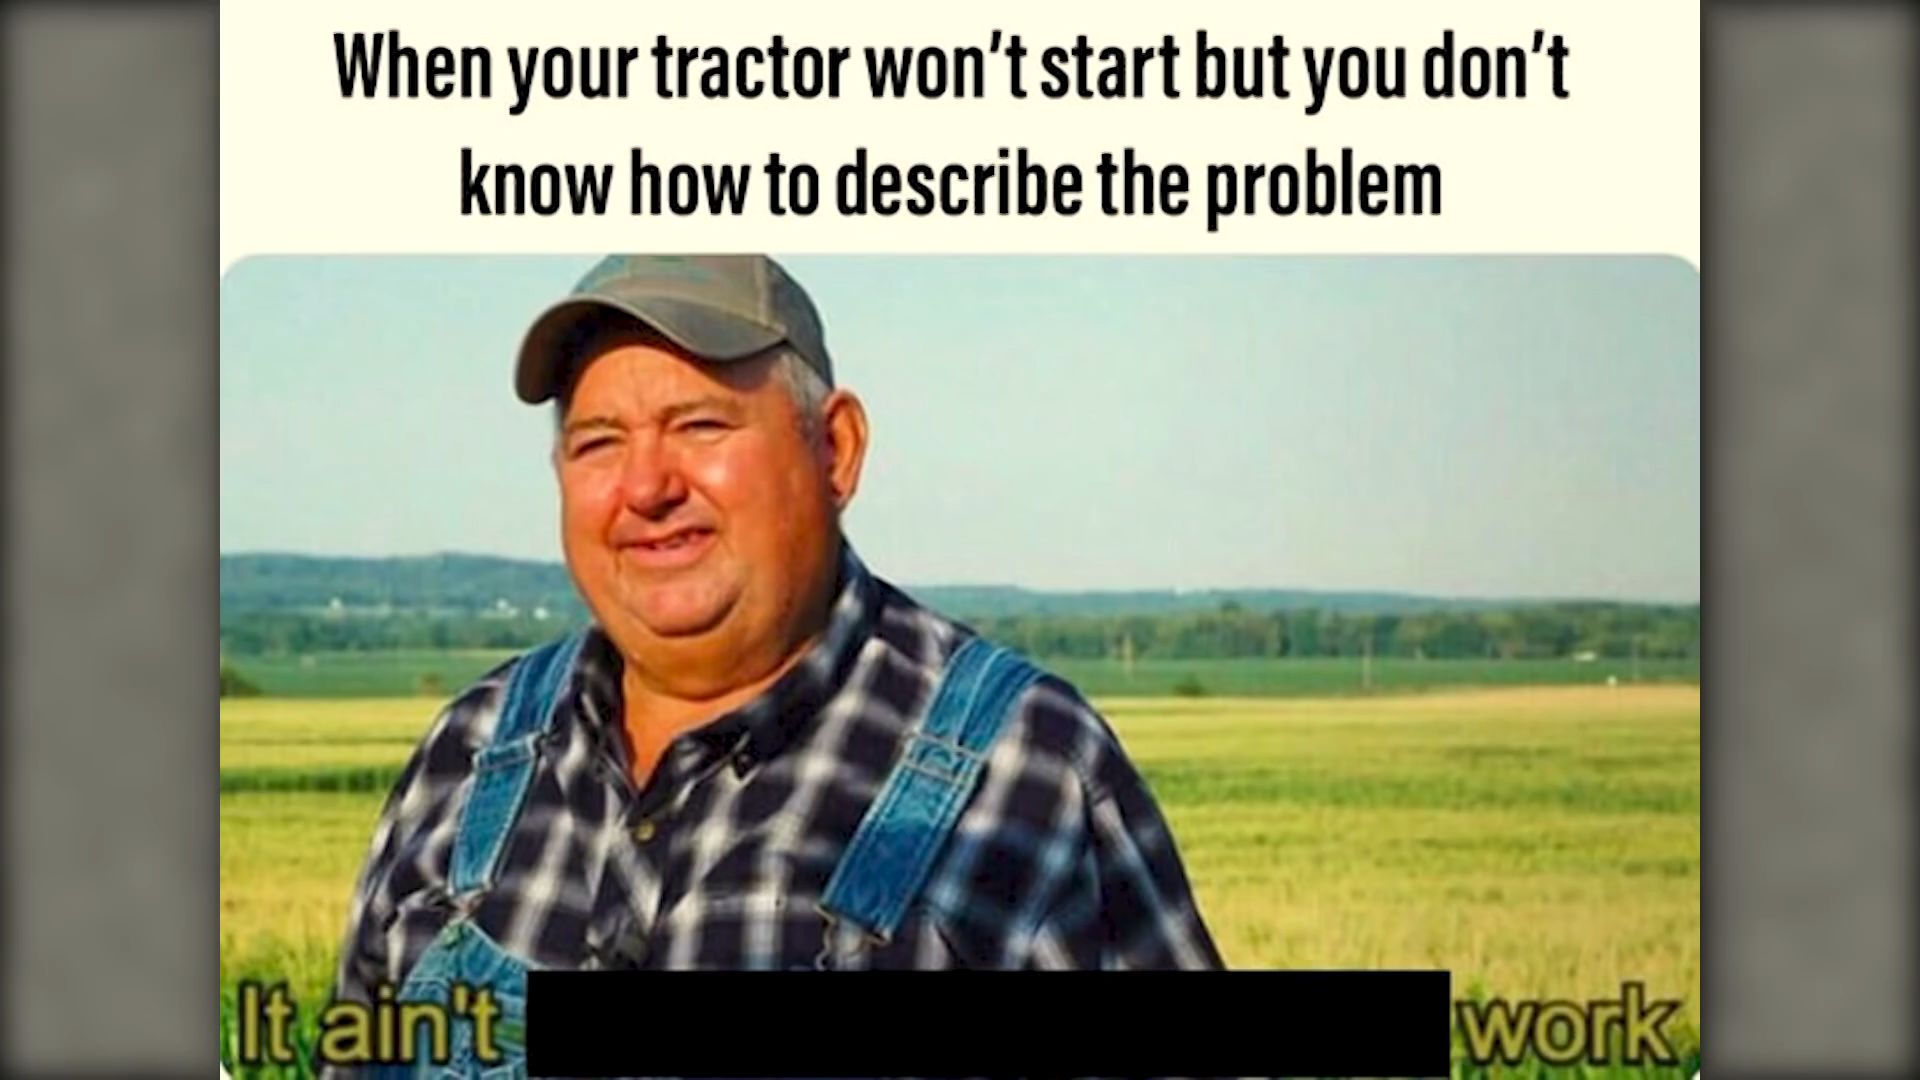 When your tractor won't start but you don't
know how to describe the problem
It ain't work